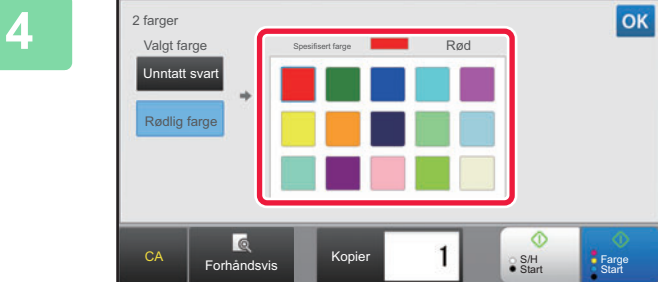 4
2 farger
OK
Valgt farge
Spesifisert farge
Rød
Unntatt svart
Rødlig farge
CA
Forhåndsvis
Kopier
1
S/H
Start
Farge
Start